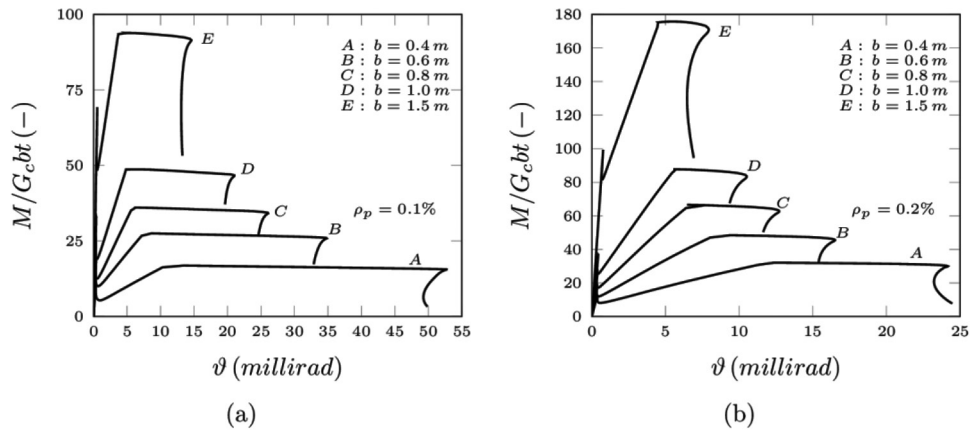 100
75
50
25
0
M/G_c bt (−)
E
D
C
B
A
A : b = 0.4 m
B : b = 0.6 m
C : b = 0.8 m
D : b = 1.0 m
E : b = 1.5 m
ρ_p = 0.1%
0 5 10 15 20 25 30 35 40 45 50 55
ϑ (millirad)
(a)
180
160
140
120
100
80
60
40
20
0
M/G_c bt (−)
E
D
C
B
A
A : b = 0.4 m
B : b = 0.6 m
C : b = 0.8 m
D : b = 1.0 m
E : b = 1.5 m
ρ_p = 0.2%
0 5 10 15 20 25
ϑ (millirad)
(b)